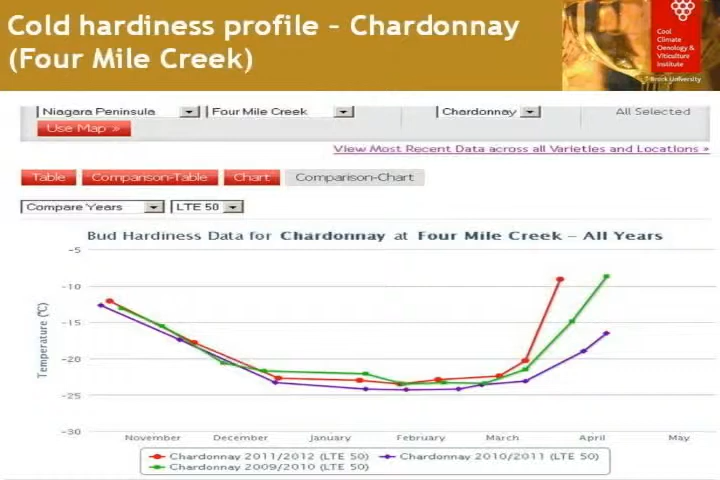 Cold hardiness profile – Chardonnay
(Four Mile Creek)
Cool
Climate
Oenology &
Viticulture
Institute
Brock University
Niagara Peninsula
Four Mile Creek
Chardonnay
All Selected
Use Map »
View Most Recent Data across all Varieties and Locations »
Table
Comparison-Table
Chart
Comparison-Chart
Compare Years
LTE 50
Bud Hardiness Data for Chardonnay at Four Mile Creek – All Years
Temperature (°C)
-5
-10
-15
-20
-25
-30
November
December
January
February
March
April
May
Chardonnay 2011/2012 (LTE 50)
Chardonnay 2010/2011 (LTE 50)
Chardonnay 2009/2010 (LTE 50)